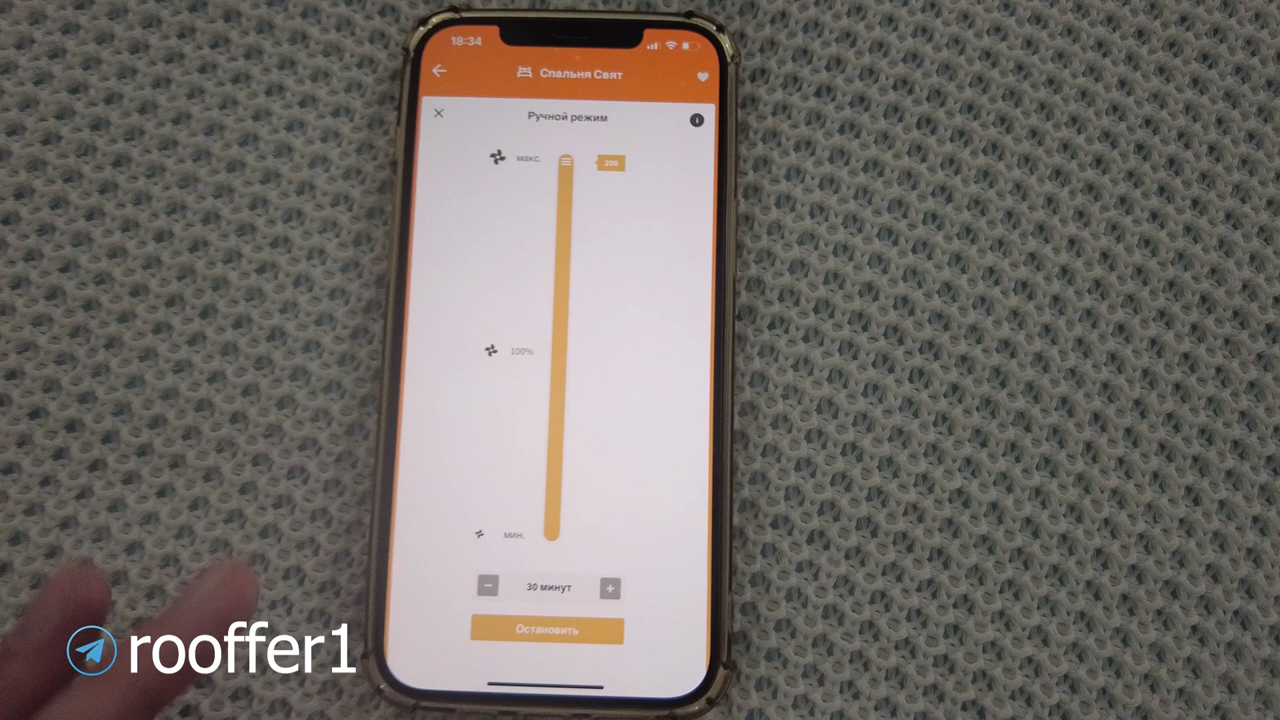 18:34
Спальня Свят
Ручной режим
макс.
200
100%
мин.
30 минут
Остановить
rooffer1